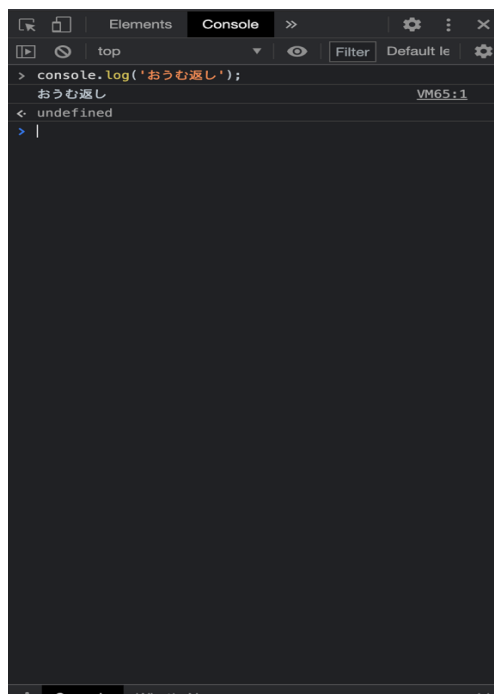 Elements Console »
top Filter Default le
> console.log('おうむ返し');
おうむ返し VM65:1
undefined
>